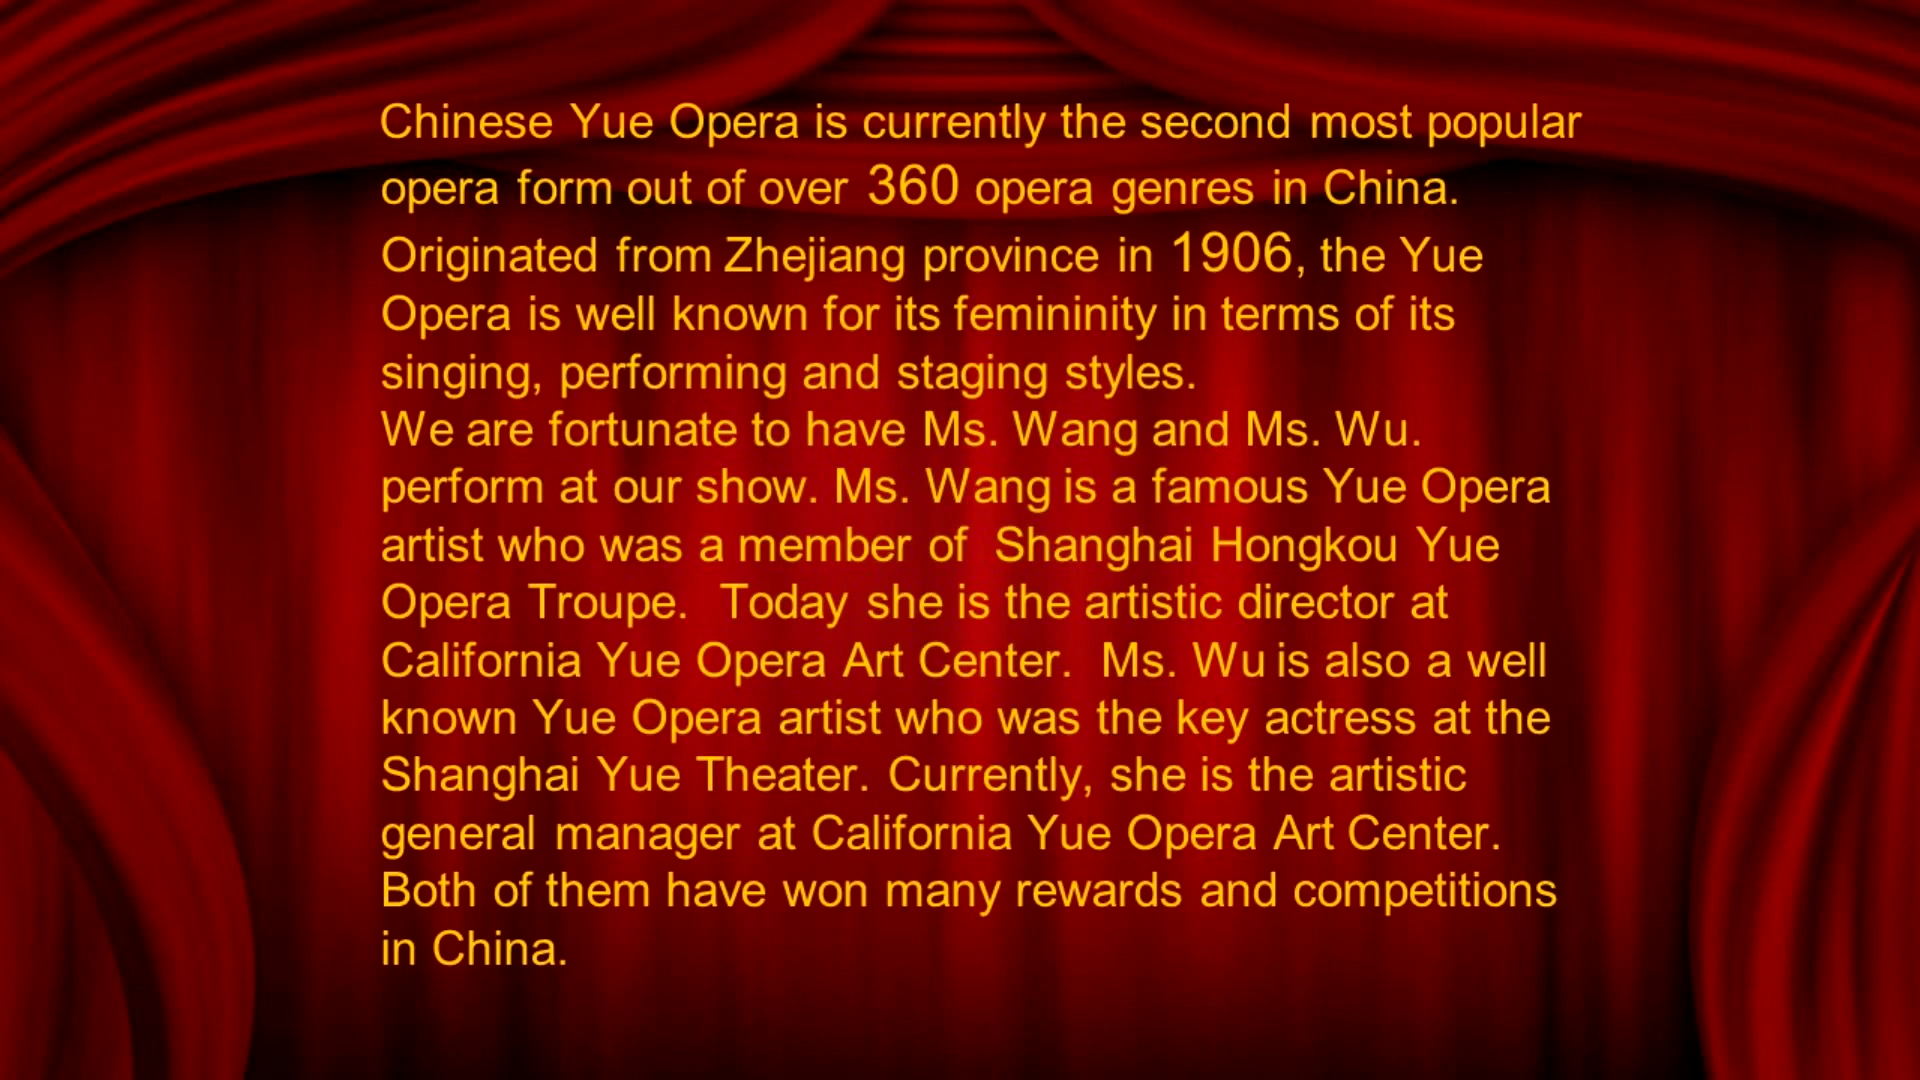 Chinese Yue Opera is currently the second most popular
opera form out of over 360 opera genres in China.
Originated from Zhejiang province in 1906, the Yue
Opera is well known for its femininity in terms of its
singing, performing and staging styles.
We are fortunate to have Ms. Wang and Ms. Wu.
perform at our show. Ms. Wang is a famous Yue Opera
artist who was a member of Shanghai Hongkou Yue
Opera Troupe. Today she is the artistic director at
California Yue Opera Art Center. Ms. Wu is also a well
known Yue Opera artist who was the key actress at the
Shanghai Yue Theater. Currently, she is the artistic
general manager at California Yue Opera Art Center.
Both of them have won many rewards and competitions
in China.